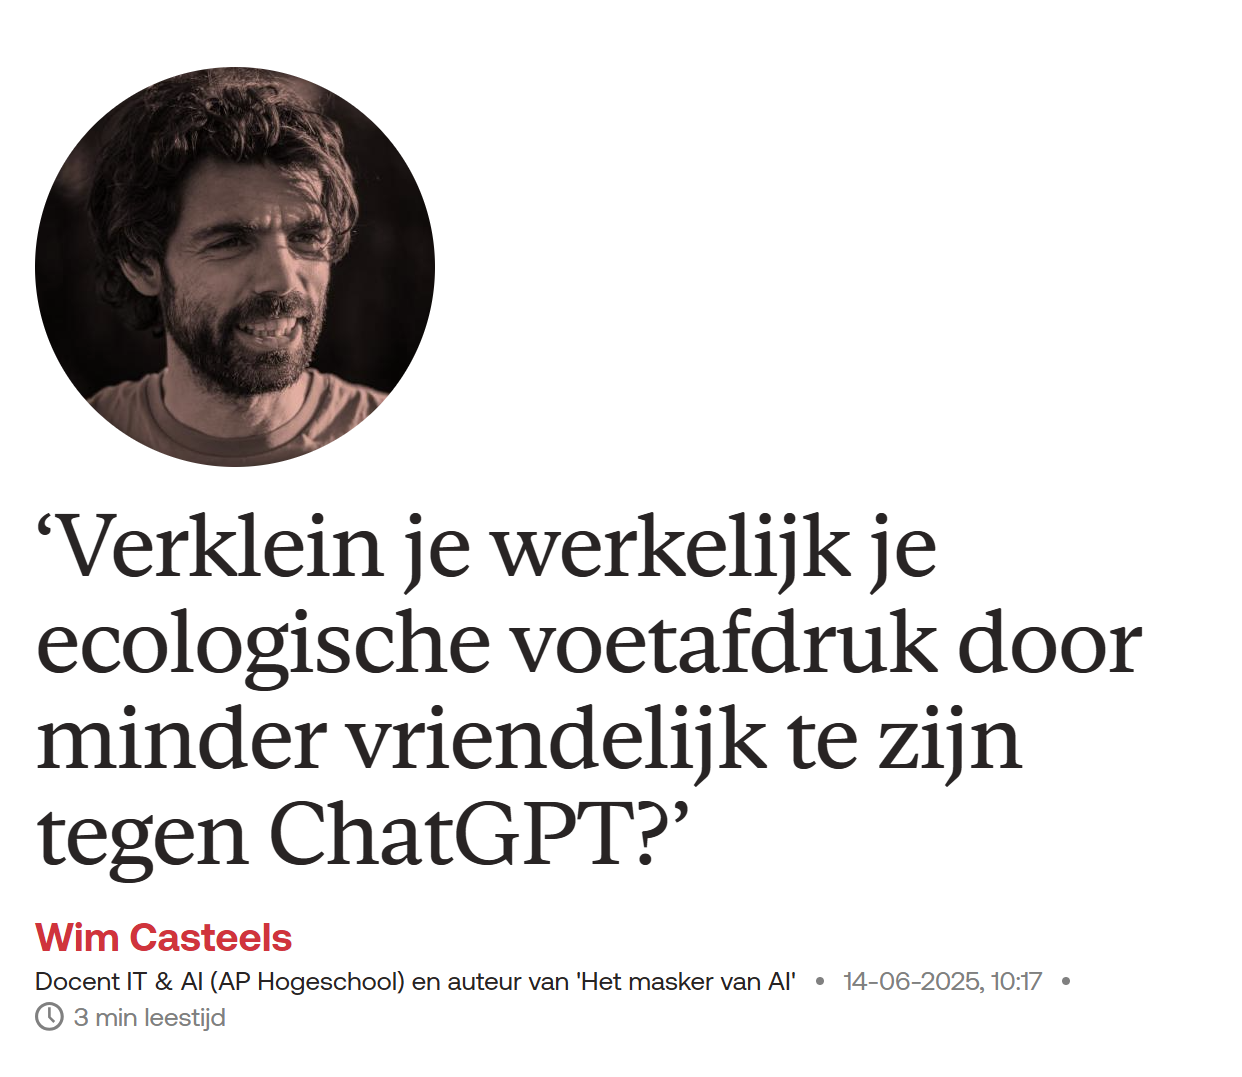 ‘Verklein je werkelijk je
ecologische voetafdruk door
minder vriendelijk te zijn
tegen ChatGPT?’
Wim Casteels
Docent IT & AI (AP Hogeschool) en auteur van 'Het masker van AI' • 14-06-2025, 10:17 •
3 min leestijd